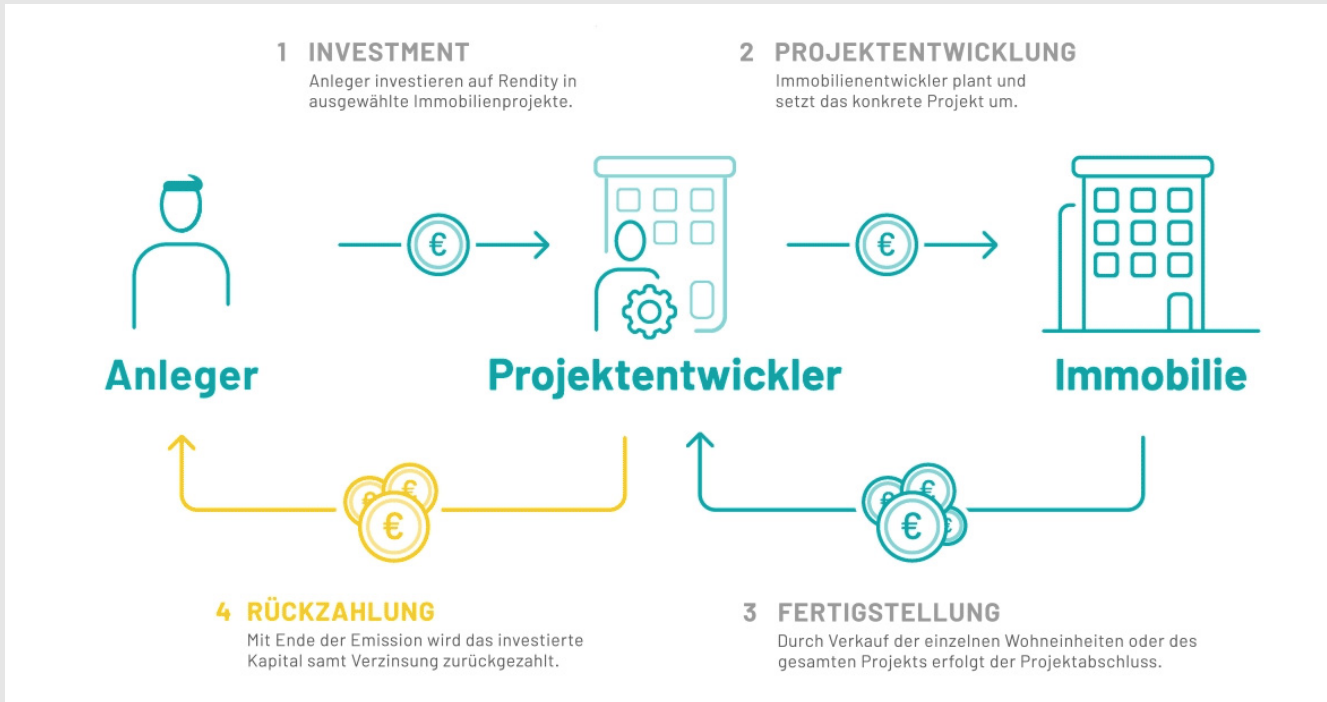 1 INVESTMENT
Anleger investieren auf Rendity in
ausgewählte Immobilienprojekte.
2 PROJEKTENTWICKLUNG
Immobilienentwickler plant und
setzt das konkrete Projekt um.
€
€
Anleger
Projektentwickler
Immobilie
€
€
€
€
€
€
€
4 RÜCKZAHLUNG
Mit Ende der Emission wird das investierte
Kapital samt Verzinsung zurückgezahlt.
3 FERTIGSTELLUNG
Durch Verkauf der einzelnen Wohneinheiten oder des
gesamten Projekts erfolgt der Projektabschluss.